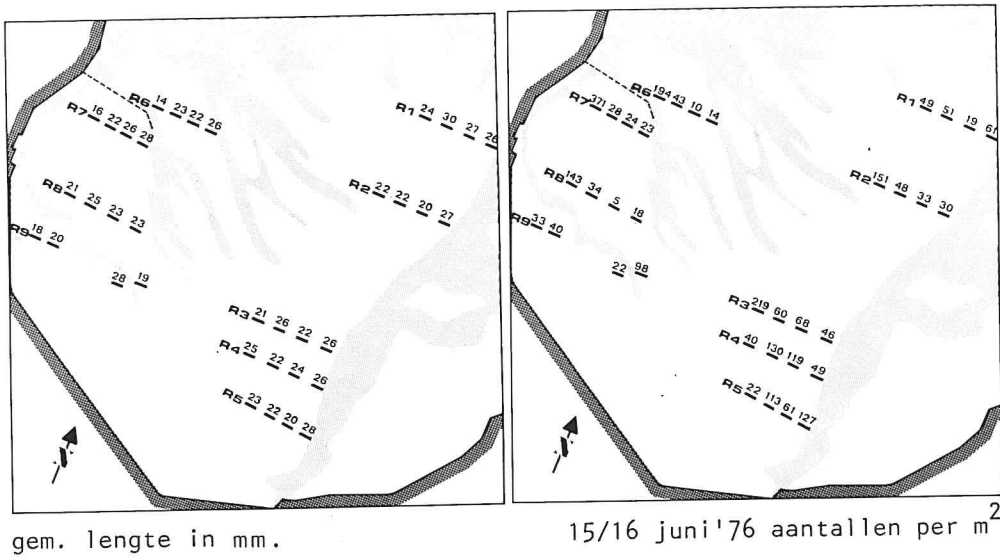 R6 14 23 22 26
R7 16 22 26 28
R1 24 30 27 26
R8 21 25 23 23
R2 22 22 20 27
R9 18 20
28 19
R3 21 26 22 26
R4 25 22 24 26
R5 23 22 20 28
gem. lengte in mm.
R6 194 43 10 14
R7 371 28 24 23
R1 49 51 19 61
R8 143 34 5 18
R2 151 48 33 30
R9 33 40
22 98
R3 219 60 68 46
R4 40 130 119 49
R5 22 113 61 127
15/16 juni'76 aantallen per m2